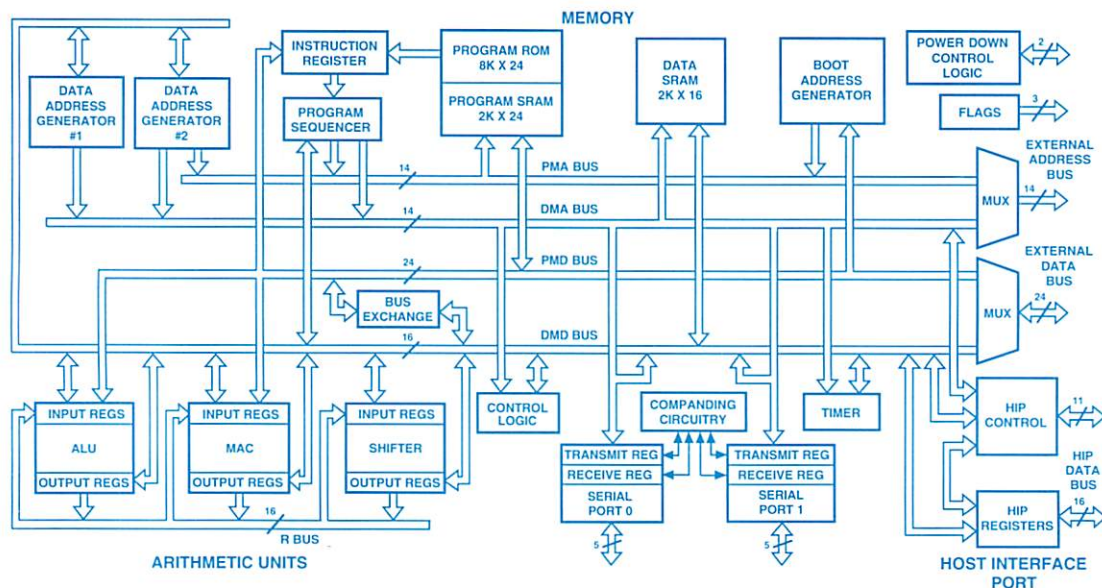 MEMORY
INSTRUCTION
REGISTER
PROGRAM ROM
8K X 24
PROGRAM SRAM
2K X 24
DATA
SRAM
2K X 16
BOOT
ADDRESS
GENERATOR
POWER DOWN
CONTROL
LOGIC
2
FLAGS
3
DATA
ADDRESS
GENERATOR
#1
DATA
ADDRESS
GENERATOR
#2
PROGRAM
SEQUENCER
EXTERNAL
ADDRESS
BUS
14
MUX
14
PMA BUS
14
DMA BUS
24
PMD BUS
EXTERNAL
DATA
BUS
24
MUX
BUS
EXCHANGE
16
DMD BUS
INPUT REGS
ALU
OUTPUT REGS
INPUT REGS
MAC
OUTPUT REGS
INPUT REGS
SHIFTER
OUTPUT REGS
CONTROL
LOGIC
COMPANDING
CIRCUITRY
TIMER
TRANSMIT REG
RECEIVE REG
SERIAL
PORT 0
5
TRANSMIT REG
RECEIVE REG
SERIAL
PORT 1
5
HIP
CONTROL
11
HIP
DATA
BUS
16
HIP
REGISTERS
16
R BUS
ARITHMETIC UNITS
HOST INTERFACE
PORT